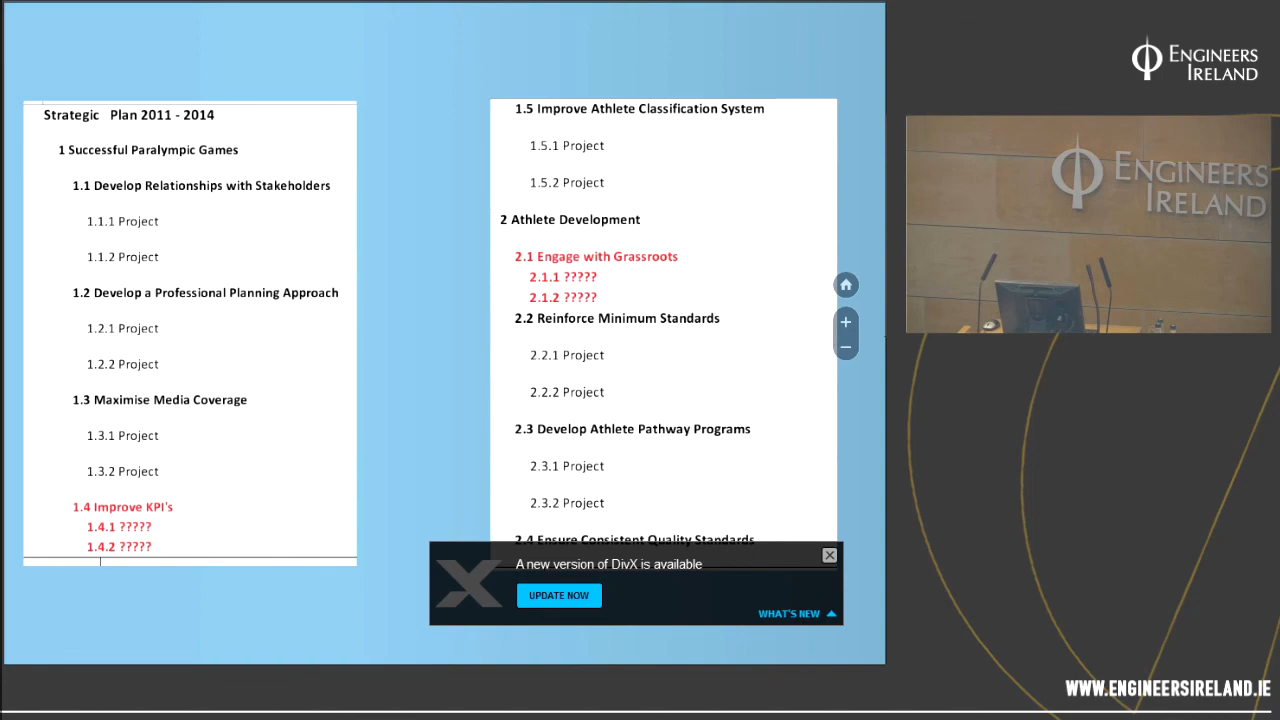 Strategic Plan 2011 - 2014
1 Successful Paralympic Games
1.1 Develop Relationships with Stakeholders
1.1.1 Project
1.1.2 Project
1.2 Develop a Professional Planning Approach
1.2.1 Project
1.2.2 Project
1.3 Maximise Media Coverage
1.3.1 Project
1.3.2 Project
1.4 Improve KPI's
1.4.1 ?????
1.4.2 ?????
1.5 Improve Athlete Classification System
1.5.1 Project
1.5.2 Project
2 Athlete Development
2.1 Engage with Grassroots
2.1.1 ?????
2.1.2 ?????
2.2 Reinforce Minimum Standards
2.2.1 Project
2.2.2 Project
2.3 Develop Athlete Pathway Programs
2.3.1 Project
2.3.2 Project
2.4 Ensure Consistent Quality Standards
A new version of DivX is available
UPDATE NOW
WHAT'S NEW
ENGINEERS
IRELAND
ENGINEERS
IRELAND
WWW.ENGINEERSIRELAND.IE